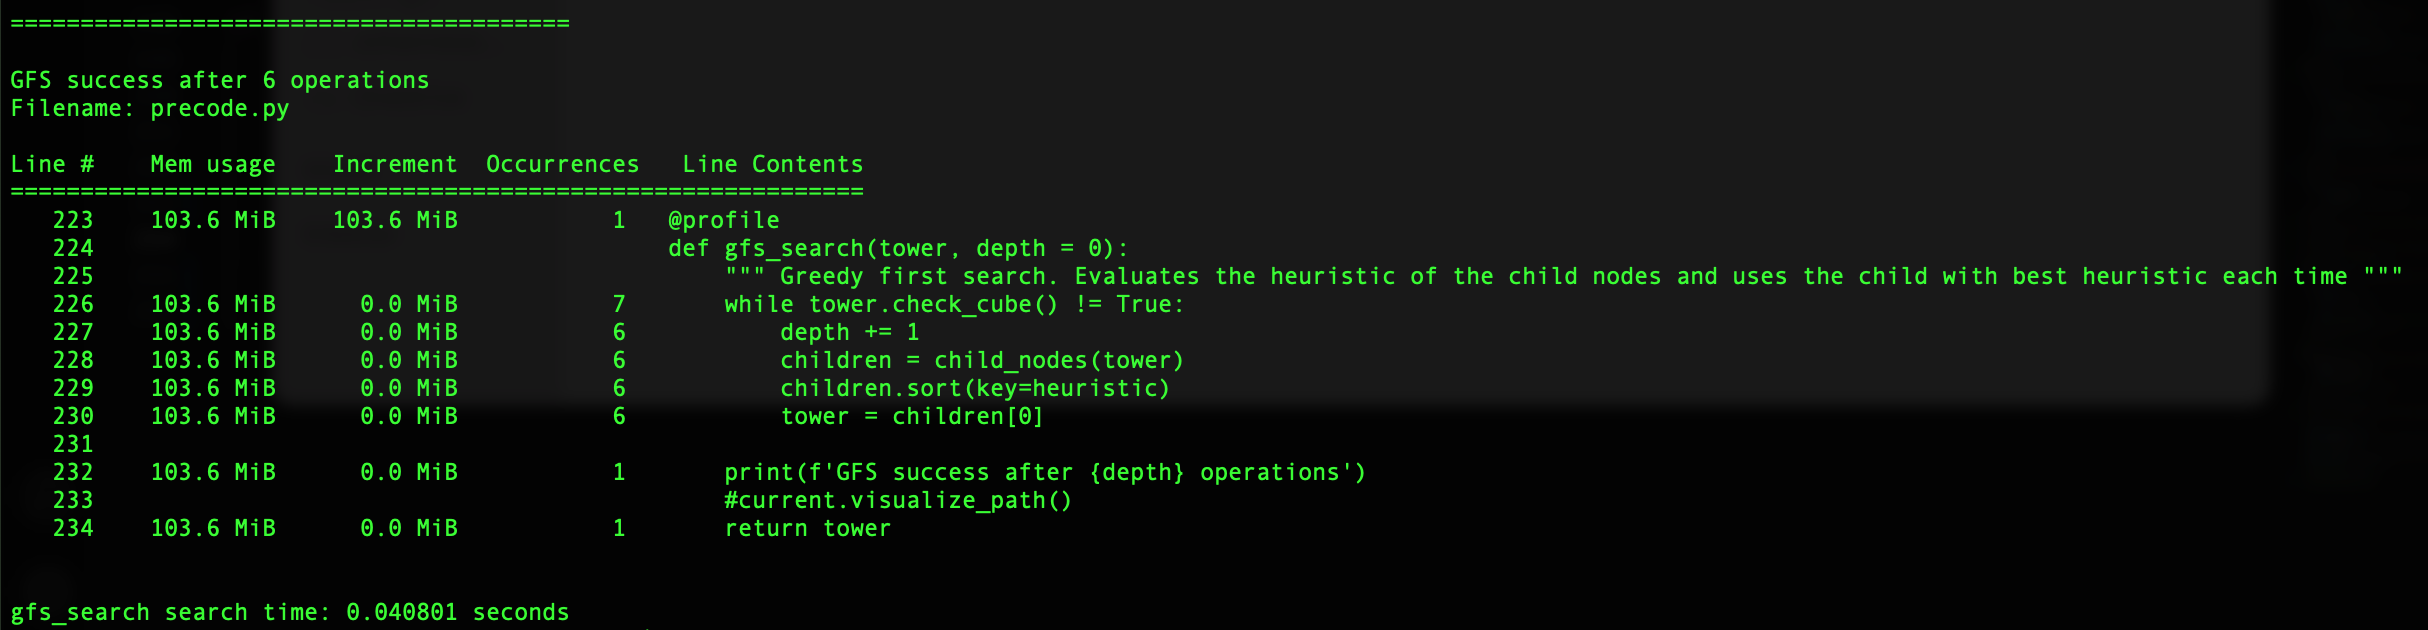 ========================================
GFS success after 6 operations
Filename: precode.py
Line #    Mem usage    Increment  Occurrences   Line Contents
=============================================================
   223    103.6 MiB    103.6 MiB           1   @profile
   224                                         def gfs_search(tower, depth = 0):
   225                                             """ Greedy first search. Evaluates the heuristic of the child nodes and uses the child with best heuristic each time """
   226    103.6 MiB      0.0 MiB           7       while tower.check_cube() != True:
   227    103.6 MiB      0.0 MiB           6           depth += 1
   228    103.6 MiB      0.0 MiB           6           children = child_nodes(tower)
   229    103.6 MiB      0.0 MiB           6           children.sort(key=heuristic)
   230    103.6 MiB      0.0 MiB           6           tower = children[0]
   231
   232    103.6 MiB      0.0 MiB           1       print(f'GFS success after {depth} operations')
   233                                             #current.visualize_path()
   234    103.6 MiB      0.0 MiB           1       return tower
gfs_search search time: 0.040801 seconds